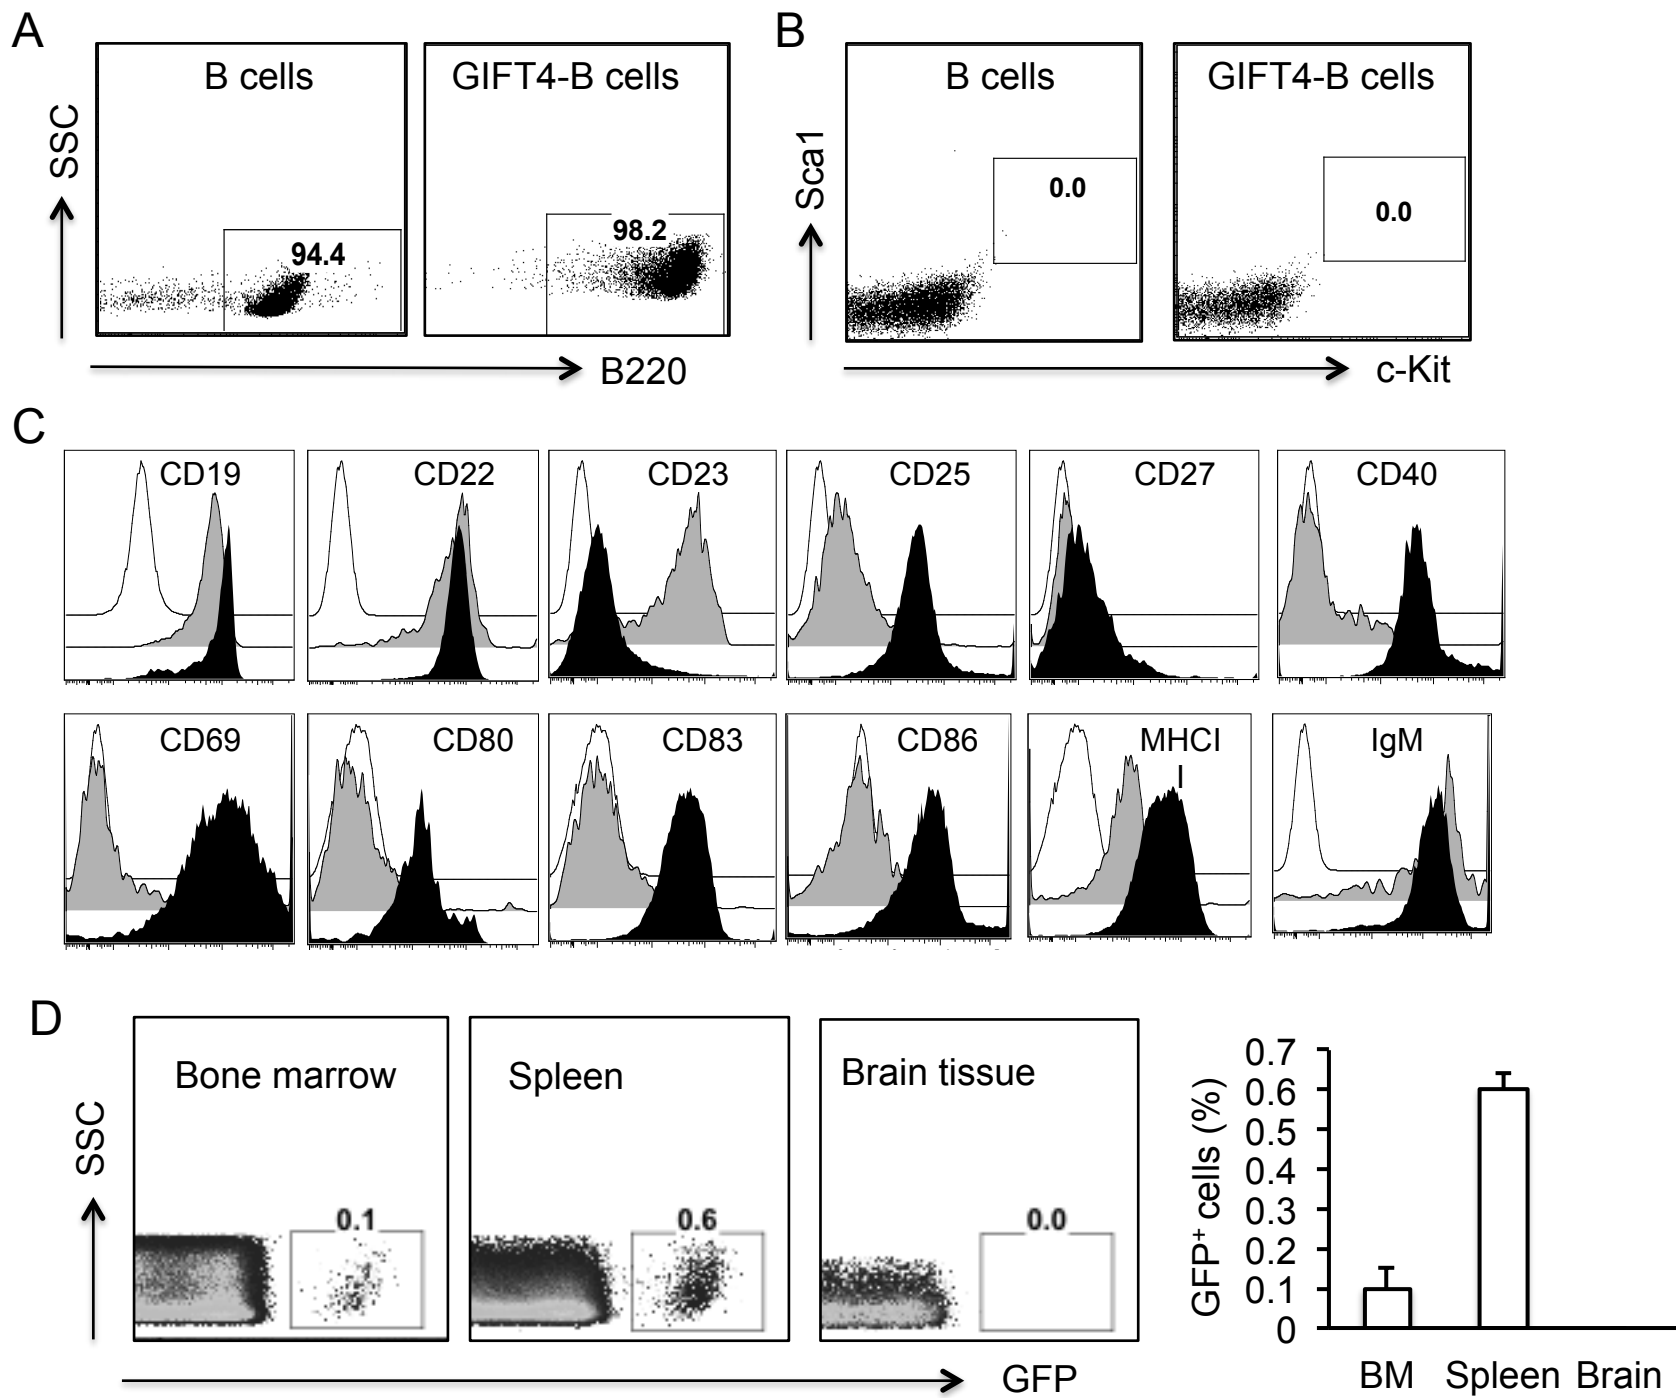 A
B
B cells
GIFT4-B cells
B cells
GIFT4-B cells
SSC
Sca1
94.4
98.2
0.0
0.0
B220
c-Kit
C
CD19
CD22
CD23
CD25
CD27
CD40
CD69
CD80
CD83
CD86
MHCI
I
IgM
D
Bone marrow
Spleen
Brain tissue
SSC
0.1
0.6
0.0
GFP
GFP⁺ cells (%)
0.7
0.6
0.5
0.4
0.3
0.2
0.1
0
BM Spleen Brain